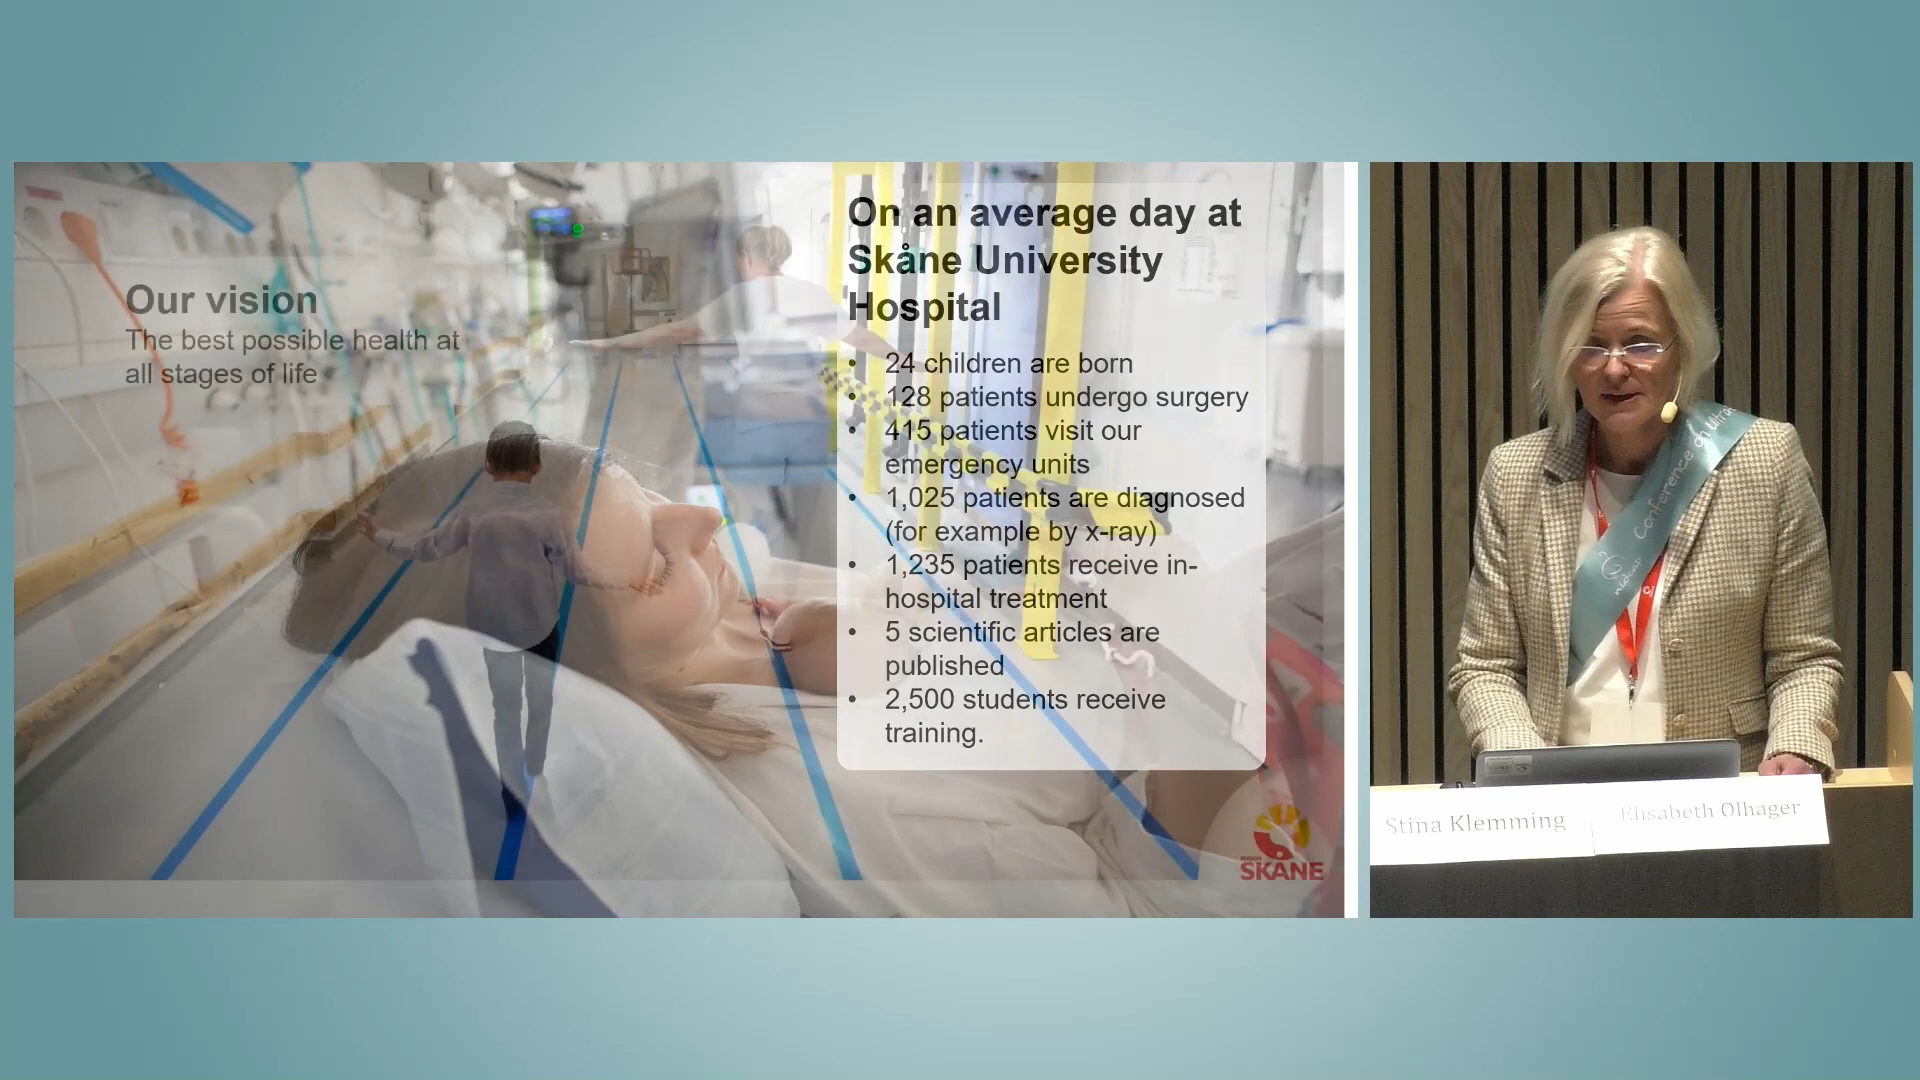 Our vision
The best possible health at
all stages of life
On an average day at
Skåne University
Hospital
• 24 children are born
• 128 patients undergo surgery
• 415 patients visit our
emergency units
• 1,025 patients are diagnosed
(for example by x-ray)
• 1,235 patients receive in-
hospital treatment
• 5 scientific articles are
published
• 2,500 students receive
training.
SKÅNE
Conference on Ultra
Stina Klemming
Elisabeth Olhager